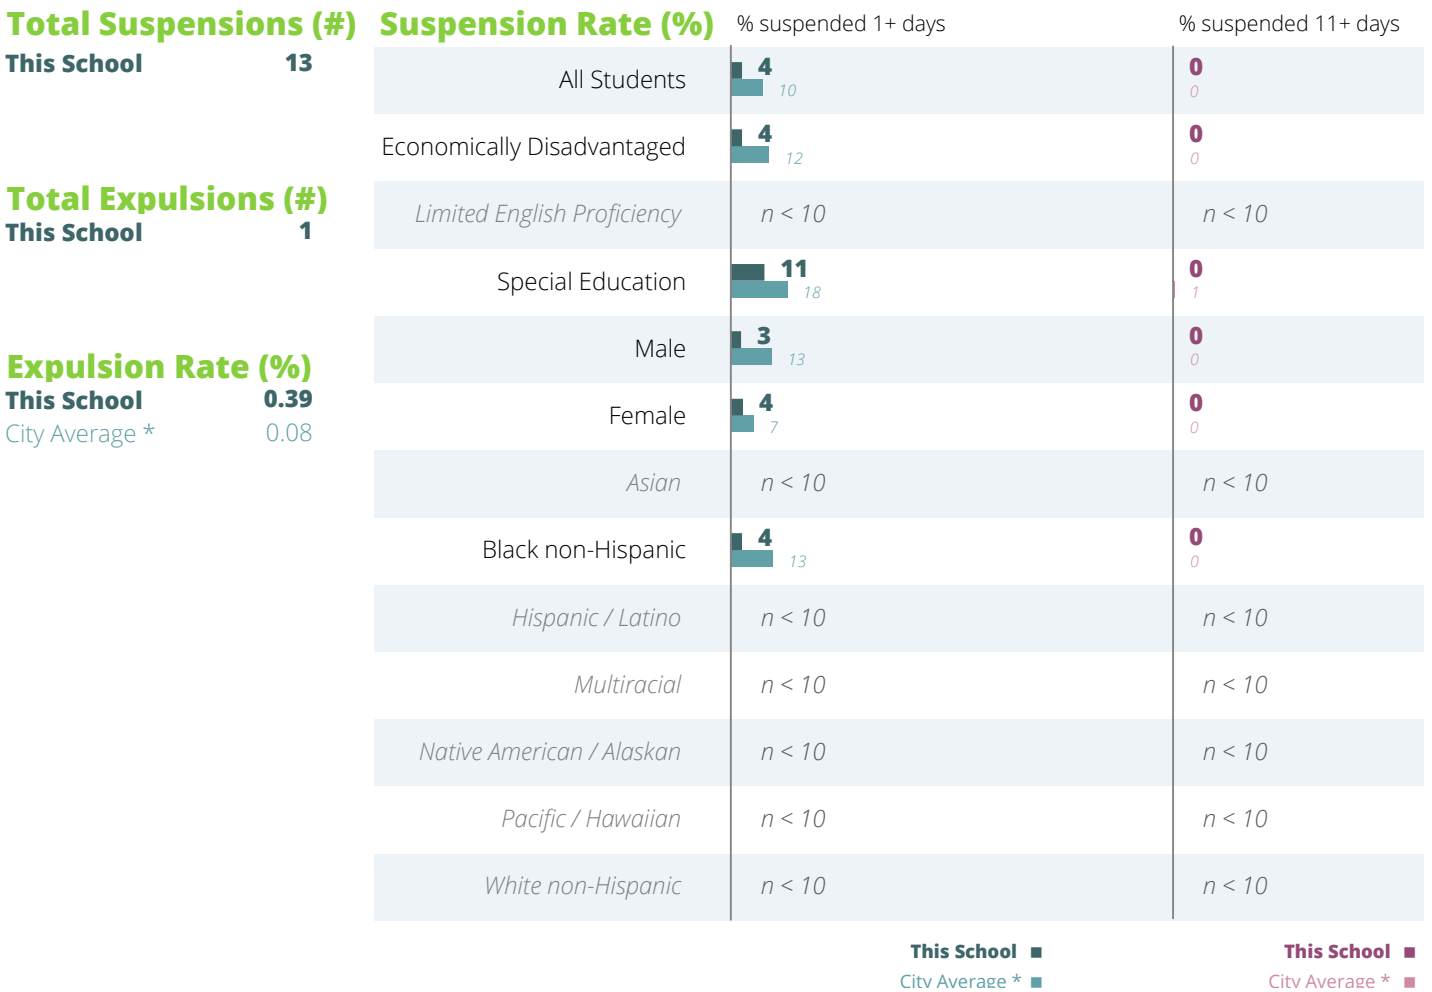 Total Suspensions (#)
This School 13
Total Expulsions (#)
This School 1
Expulsion Rate (%)
This School 0.39
City Average * 0.08
Suspension Rate (%) % suspended 1+ days % suspended 11+ days
All Students 4 0
10 0
Economically Disadvantaged 4 0
12 0
Limited English Proficiency n < 10 n < 10
Special Education 11 0
18 1
Male 3 0
13 0
Female 4 0
7 0
Asian n < 10 n < 10
Black non-Hispanic 4 0
13 0
Hispanic / Latino n < 10 n < 10
Multiracial n < 10 n < 10
Native American / Alaskan n < 10 n < 10
Pacific / Hawaiian n < 10 n < 10
White non-Hispanic n < 10 n < 10
This School This School
City Average * City Average *